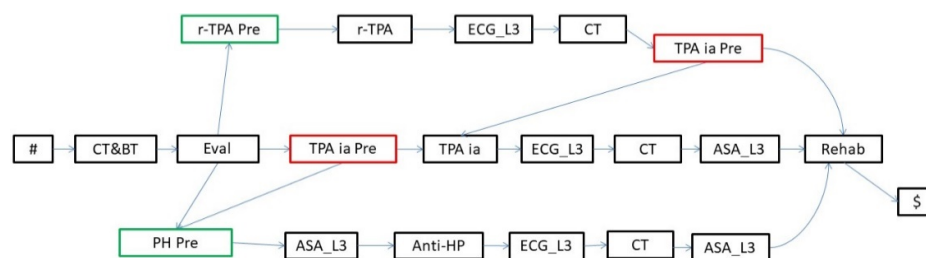 r-TPA Pre
r-TPA
ECG_L3
CT
TPA ia Pre
#
CT&BT
Eval
TPA ia Pre
TPA ia
ECG_L3
CT
ASA_L3
Rehab
$
PH Pre
ASA_L3
Anti-HP
ECG_L3
CT
ASA_L3